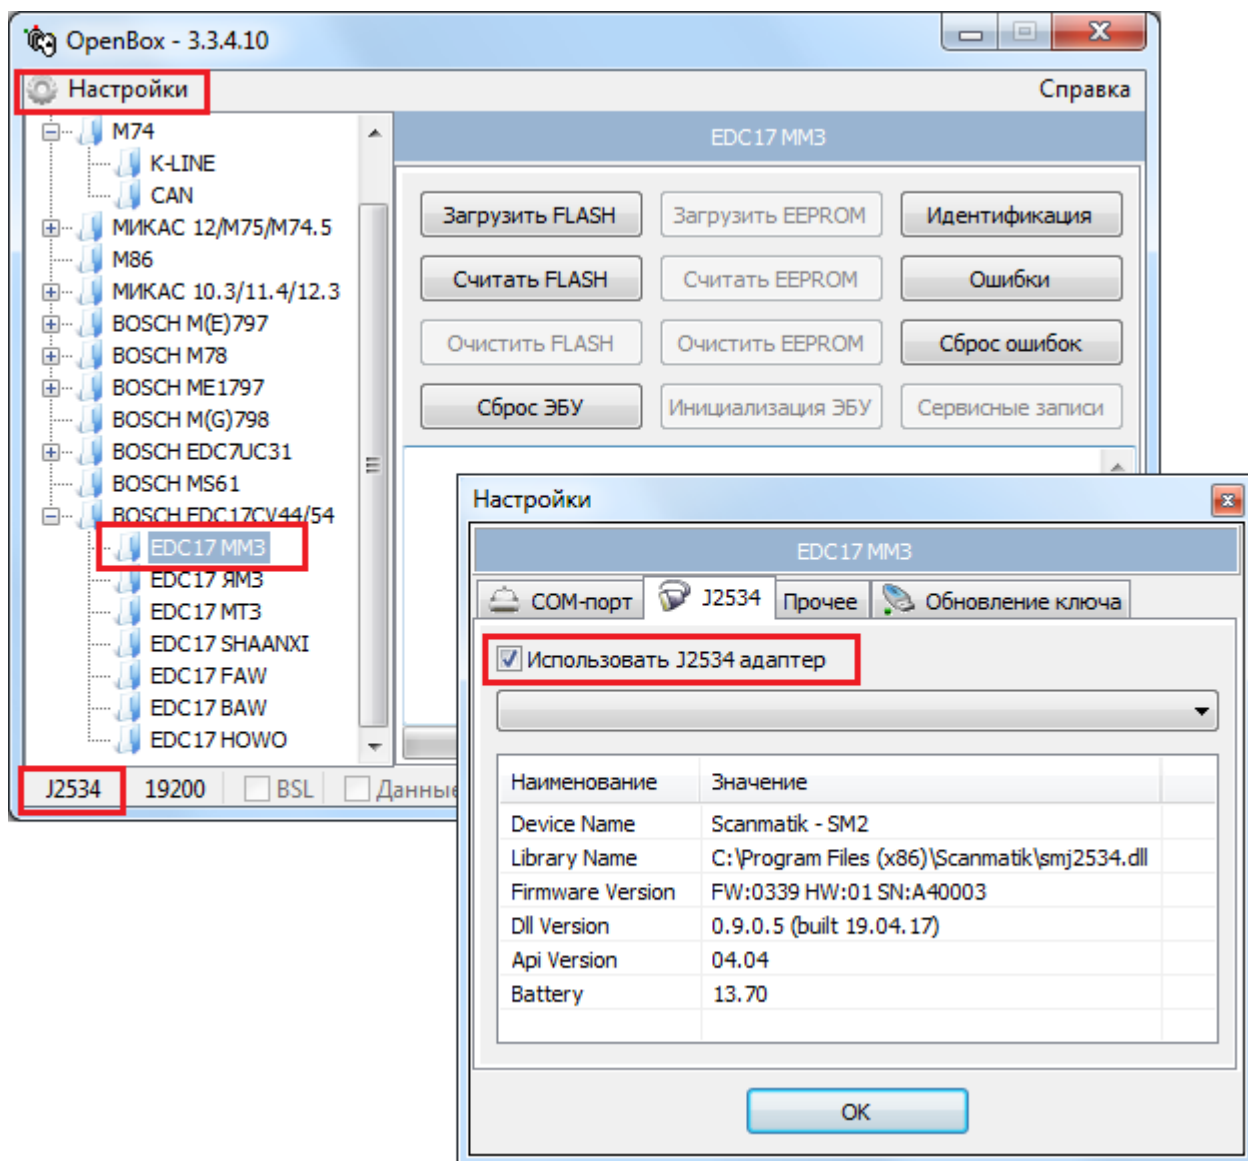 OpenBox - 3.3.4.10
Настройки
Справка
M74
K-LINE
CAN
МИКАС 12/M75/M74.5
M86
МИКАС 10.3/11.4/12.3
BOSCH M(E)797
BOSCH M78
BOSCH ME1797
BOSCH M(G)798
BOSCH EDC7UC31
BOSCH MS61
BOSCH EDC17CV44/54
EDC17 ММЗ
EDC17 ЯМЗ
EDC17 МТЗ
EDC17 SHAANXI
EDC17 FAW
EDC17 BAW
EDC17 HOWO
EDC17 ММЗ
Загрузить FLASH
Загрузить EEPROM
Идентификация
Считать FLASH
Считать EEPROM
Ошибки
Очистить FLASH
Очистить EEPROM
Сброс ошибок
Сброс ЭБУ
Инициализация ЭБУ
Сервисные записи
J2534
19200
BSL
Данные
Настройки
EDC17 ММЗ
COM-порт
J2534
Прочее
Обновление ключа
Использовать J2534 адаптер
Наименование Значение
Device Name Scanmatik - SM2
Library Name C:\Program Files (x86)\Scanmatik\smj2534.dll
Firmware Version FW:0339 HW:01 SN:A40003
Dll Version 0.9.0.5 (built 19.04.17)
Api Version 04.04
Battery 13.70
OK